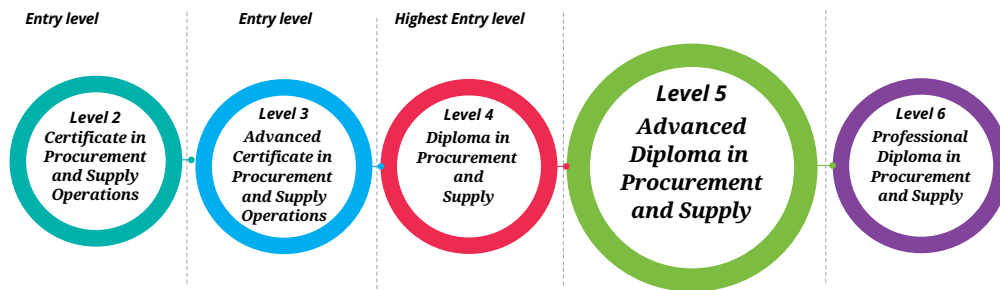 Entry level
Entry level
Highest Entry level
Level 2
Certificate in
Procurement
and Supply
Operations
Level 3
Advanced
Certificate in
Procurement
and Supply
Operations
Level 4
Diploma in
Procurement
and
Supply
Level 5
Advanced
Diploma in
Procurement
and Supply
Level 6
Professional
Diploma in
Procurement
and Supply